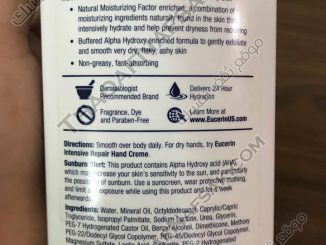 • Natural Moisturizing Factor enriched, a combination of
moisturizing ingredients naturally found in the skin that
intensively hydrate and help prevent dryness from recurring
• Buffered Alpha Hydroxy enriched formula to gently exfoliate
and smooth very dry, flaky, ashy skin
• Non-greasy, fast-absorbing
Dermatologist
Recommended Brand
Delivers 24 Hour
Hydration
Fragrance, Dye
and Paraben-Free
Learn More at
www.EucerinUS.com
Directions: Smooth over body daily. For dry hands, try Eucerin
Intensive Repair Hand Creme.
Sunburn Alert: This product contains Alpha Hydroxy acid (AHA),
which may increase your skin's sensitivity to the sun, and particularly
the possibility of sunburn. Use a sunscreen, wear protective clothing,
and limit sun exposure while using this product and for a week
afterwards.
Ingredients: Water, Mineral Oil, Octyldodecanol, Caprylic/Capric
Triglyceride, Isopropyl Palmitate, Sodium Lactate, Urea, Glycerin,
PEG-7 Hydrogenated Castor Oil, Benzyl Alcohol, Dimethicone, Methoxy
PEG-22/Dodecyl Glycol Copolymer, PEG-45/Dodecyl Glycol Copolymer,